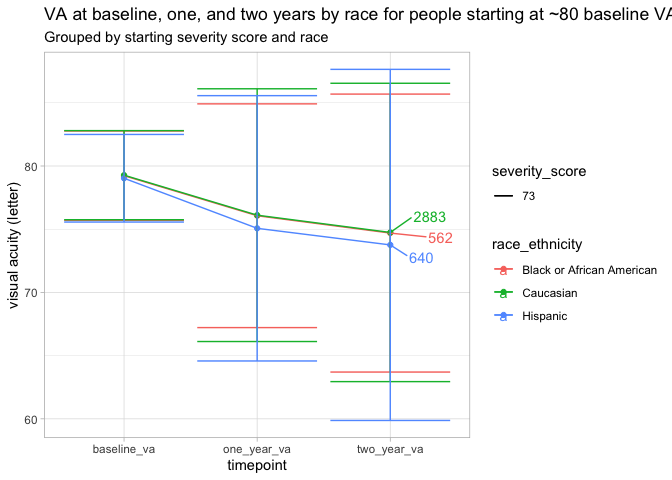 VA at baseline, one, and two years by race for people starting at ~80 baseline VA
Grouped by starting severity score and race
visual acuity (letter)
80
70
60
2883
562
640
baseline_va
one_year_va
two_year_va
timepoint
severity_score
73
race_ethnicity
a Black or African American
a Caucasian
a Hispanic